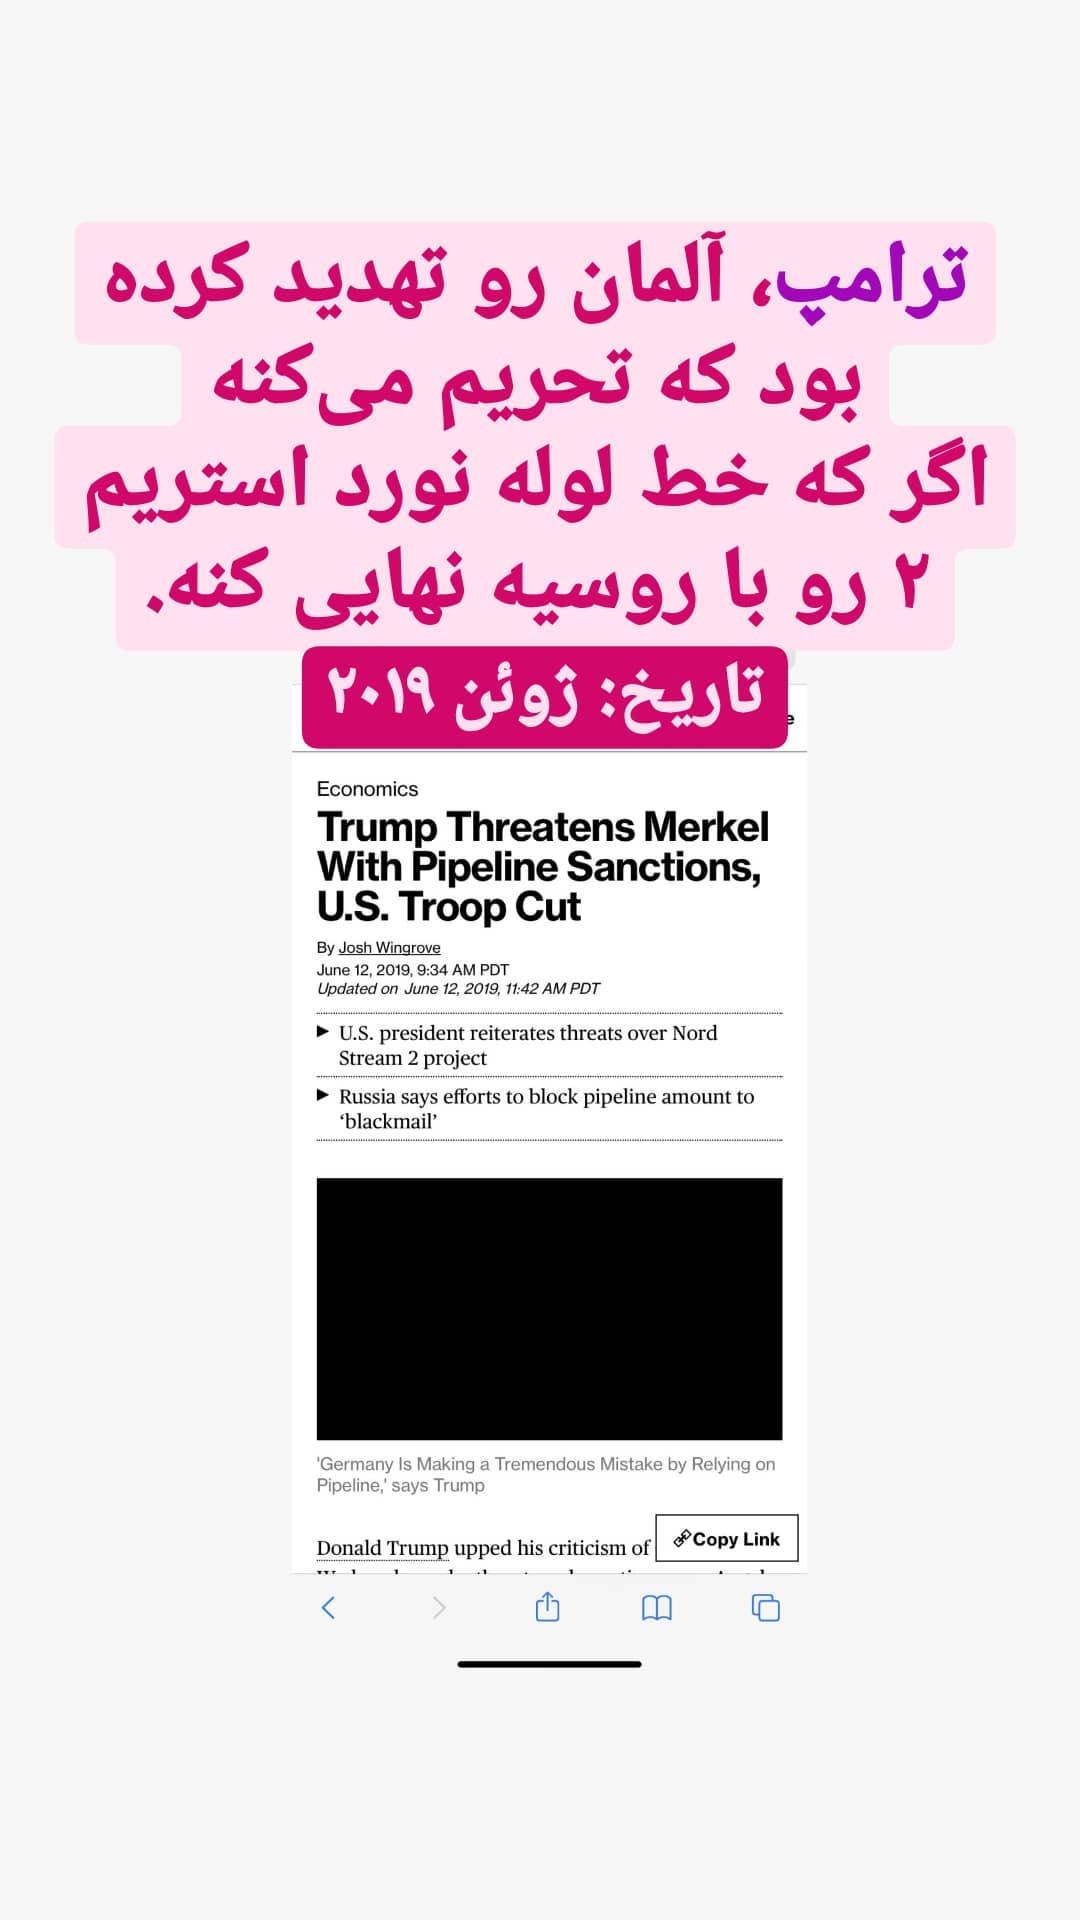 ترامپ، آلمان رو تهدید کرده
بود که تحریم می‌کنه
اگر که خط لوله نورد استریم
۲ رو با روسیه نهایی کنه.
تاریخ: ژوئن ۲۰۱۹
e
Economics
Trump Threatens Merkel
With Pipeline Sanctions,
U.S. Troop Cut
By Josh Wingrove
June 12, 2019, 9:34 AM PDT
Updated on June 12, 2019, 11:42 AM PDT
▶ U.S. president reiterates threats over Nord
Stream 2 project
▶ Russia says efforts to block pipeline amount to
‘blackmail’
'Germany Is Making a Tremendous Mistake by Relying on
Pipeline,' says Trump
Donald Trump upped his criticism of
Copy Link